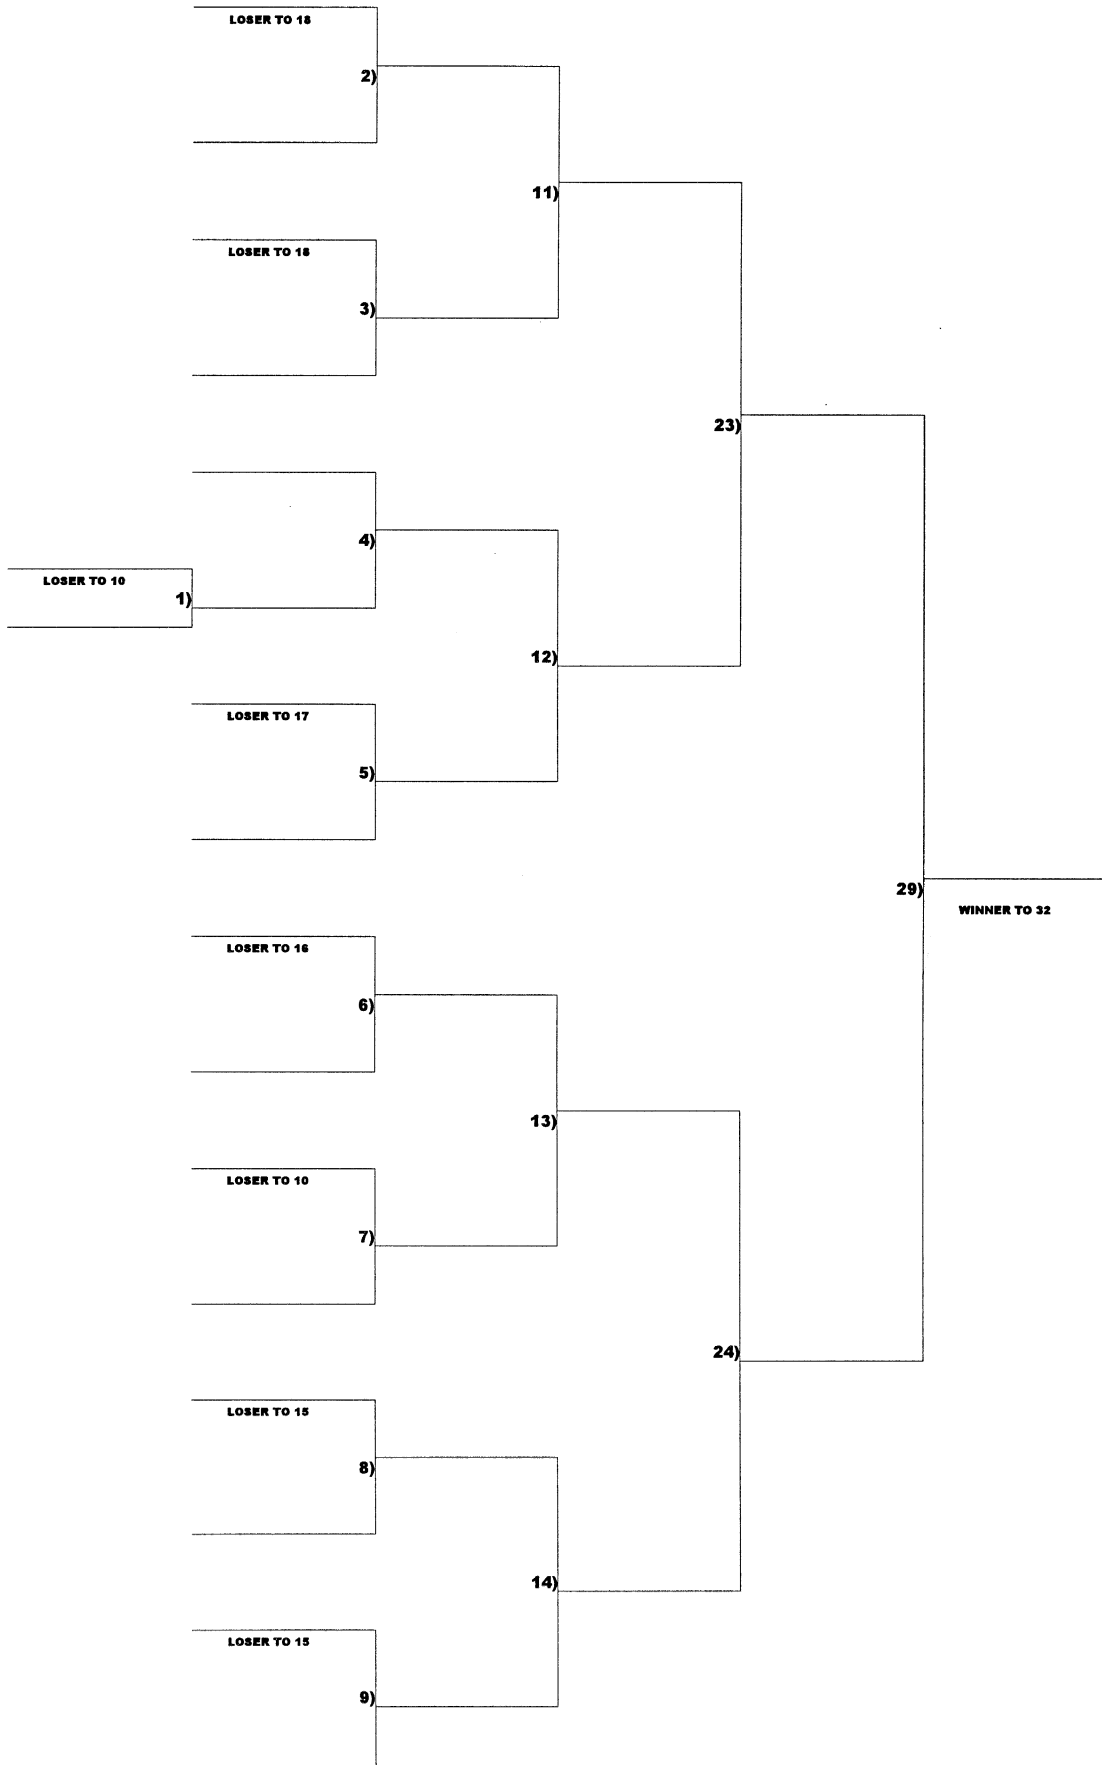 LOSER TO 18
2)
11)
LOSER TO 18
3)
23)
4)
LOSER TO 10
1)
12)
LOSER TO 17
5)
29)
WINNER TO 32
LOSER TO 16
6)
13)
LOSER TO 10
7)
24)
LOSER TO 15
8)
14)
LOSER TO 15
9)